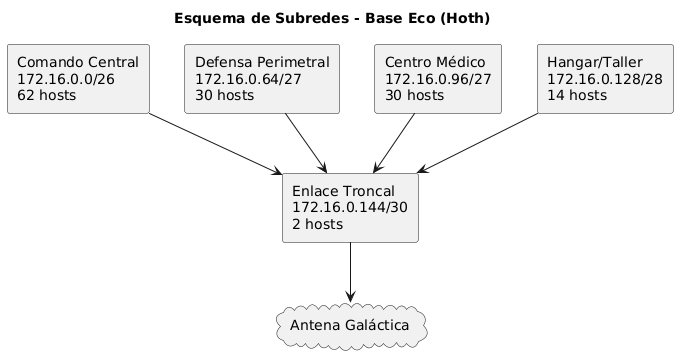 Esquema de Subredes - Base Eco (Hoth)
Comando Central
172.16.0.0/26
62 hosts
Defensa Perimetral
172.16.0.64/27
30 hosts
Centro Médico
172.16.0.96/27
30 hosts
Hangar/Taller
172.16.0.128/28
14 hosts
Enlace Troncal
172.16.0.144/30
2 hosts
Antena Galáctica